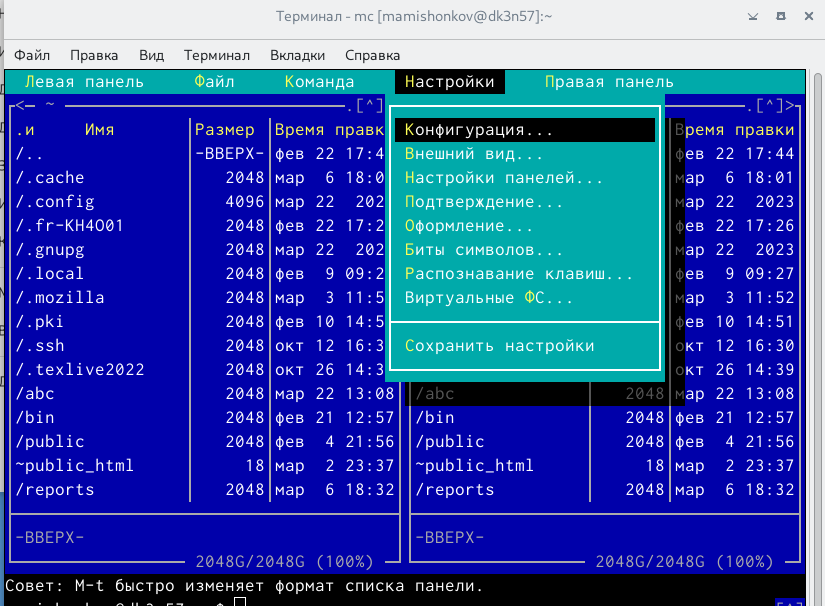 Терминал - mc [mamishonkov@dk3n57]:~
Файл Правка Вид Терминал Вкладки Справка
Левая панель Файл Команда Настройки Правая панель
<─ ~ .[^] .[^]>
.и Имя Размер Время правк Время правки
/.. -ВВЕРХ- фев 22 17:4 фев 22 17:44
/.cache 2048 мар 6 18:0 мар 6 18:01
/.config 4096 мар 22 202 мар 22 2023
/.fr-KH4O01 2048 фев 22 17:2 фев 22 17:26
/.gnupg 2048 мар 22 202 мар 22 2023
/.local 2048 фев 9 09:2 фев 9 09:27
/.mozilla 2048 мар 3 11:5 мар 3 11:52
/.pki 2048 фев 10 14:5 фев 10 14:51
/.ssh 2048 окт 12 16:3 окт 12 16:30
/.texlive2022 2048 окт 26 14:3 окт 26 14:39
/abc 2048 мар 22 13:08 /abc 2048 мар 22 13:08
/bin 2048 фев 21 12:57 /bin 2048 фев 21 12:57
/public 2048 фев 4 21:56 /public 2048 фев 4 21:56
~public_html 18 мар 2 23:37 ~public_html 18 мар 2 23:37
/reports 2048 мар 6 18:32 /reports 2048 мар 6 18:32
-ВВЕРХ- -ВВЕРХ-
2048G/2048G (100%) 2048G/2048G (100%)
Конфигурация...
Внешний вид...
Настройки панелей...
Подтверждение...
Оформление...
Биты символов...
Распознавание клавиш...
Виртуальные ФС...
Сохранить настройки
Совет: M-t быстро изменяет формат списка панели.